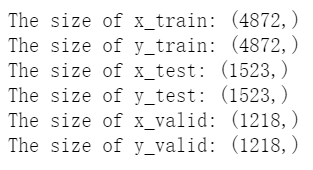 The size of x_train: (4872,)
The size of y_train: (4872,)
The size of x_test: (1523,)
The size of y_test: (1523,)
The size of x_valid: (1218,)
The size of y_valid: (1218,)